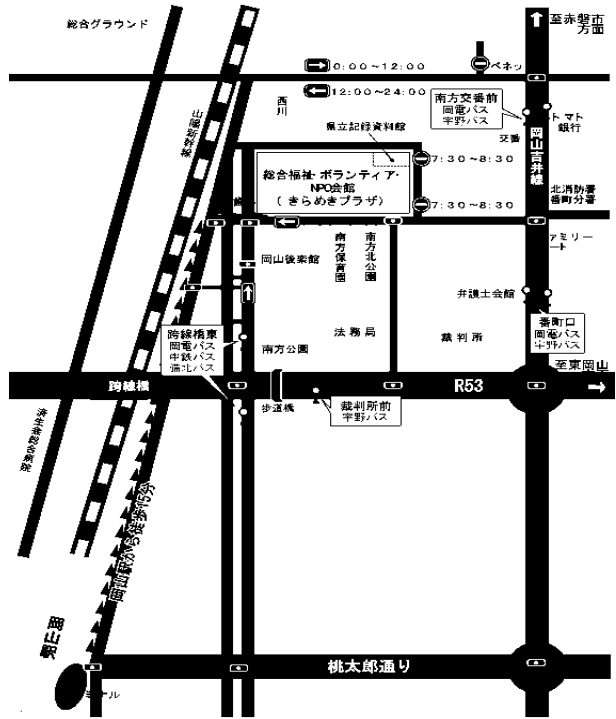 総合グラウンド
至赤磐市
方面
0:00～12:00
12:00～24:00
ベネッ
西川
山陽新幹線
県立記録資料館
南方交番前
岡電バス
宇野バス
交番
トマト
銀行
岡山吉井線
総合福祉・ボランティア・
NPO会館
(きらめきプラザ)
7:30～8:30
7:30～8:30
北消防署
番町分署
ァミリー
ート
岡山後楽館
南方保育園
南方北公園
弁護士会館
跨線橋東
岡電バス
中鉄バス
備北バス
南方公園
法務局
裁判所
番町口
岡電バス
宇野バス
至東岡山
跨線橋
R53
歩道橋
裁判所前
宇野バス
済生会総合病院
岡山駅から徒歩15分
桃太郎通り